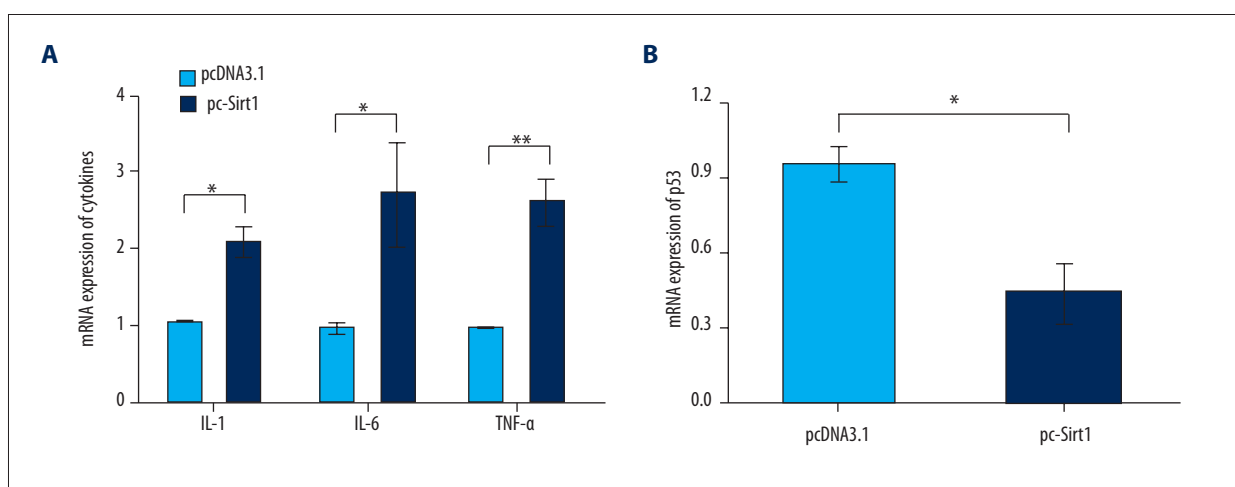 A
pcDNA3.1
pc-Sirt1
mRNA expression of cytokines
4
3
2
1
0
*
*
**
IL-1
IL-6
TNF-α
B
mRNA expression of p53
1.2
0.9
0.6
0.3
0.0
*
pcDNA3.1
pc-Sirt1